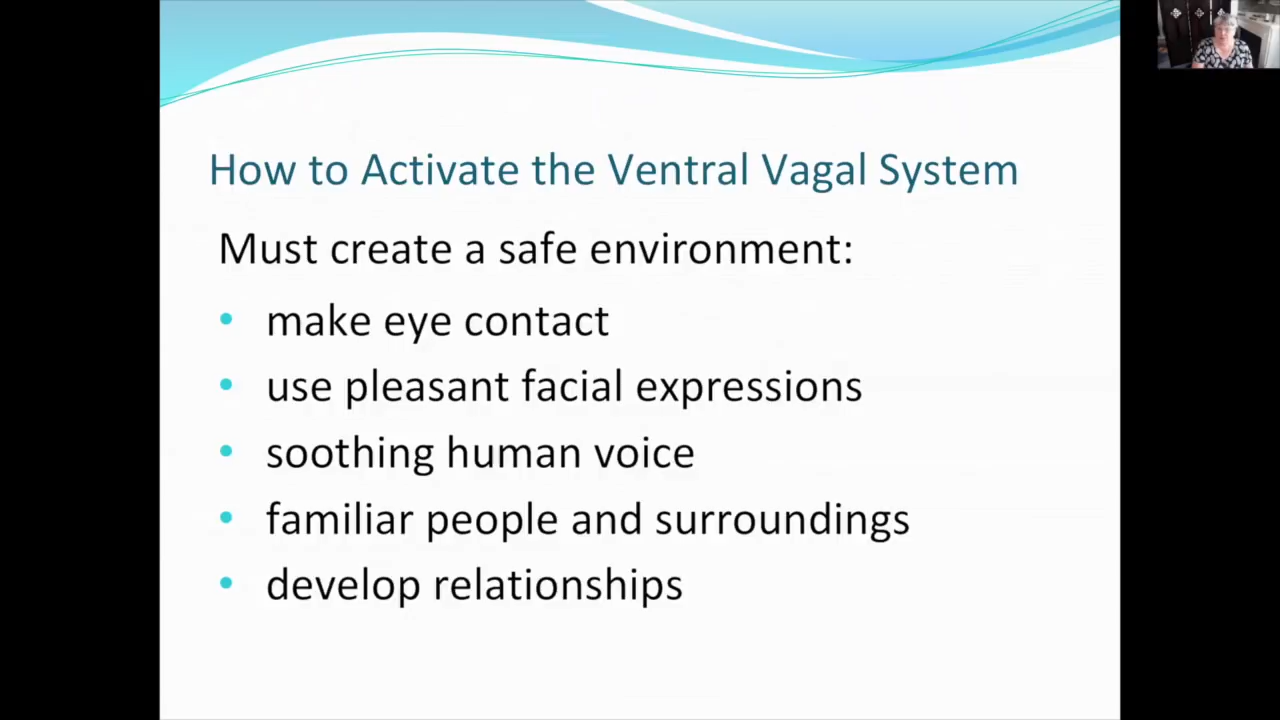 How to Activate the Ventral Vagal System
Must create a safe environment:
• make eye contact
• use pleasant facial expressions
• soothing human voice
• familiar people and surroundings
• develop relationships